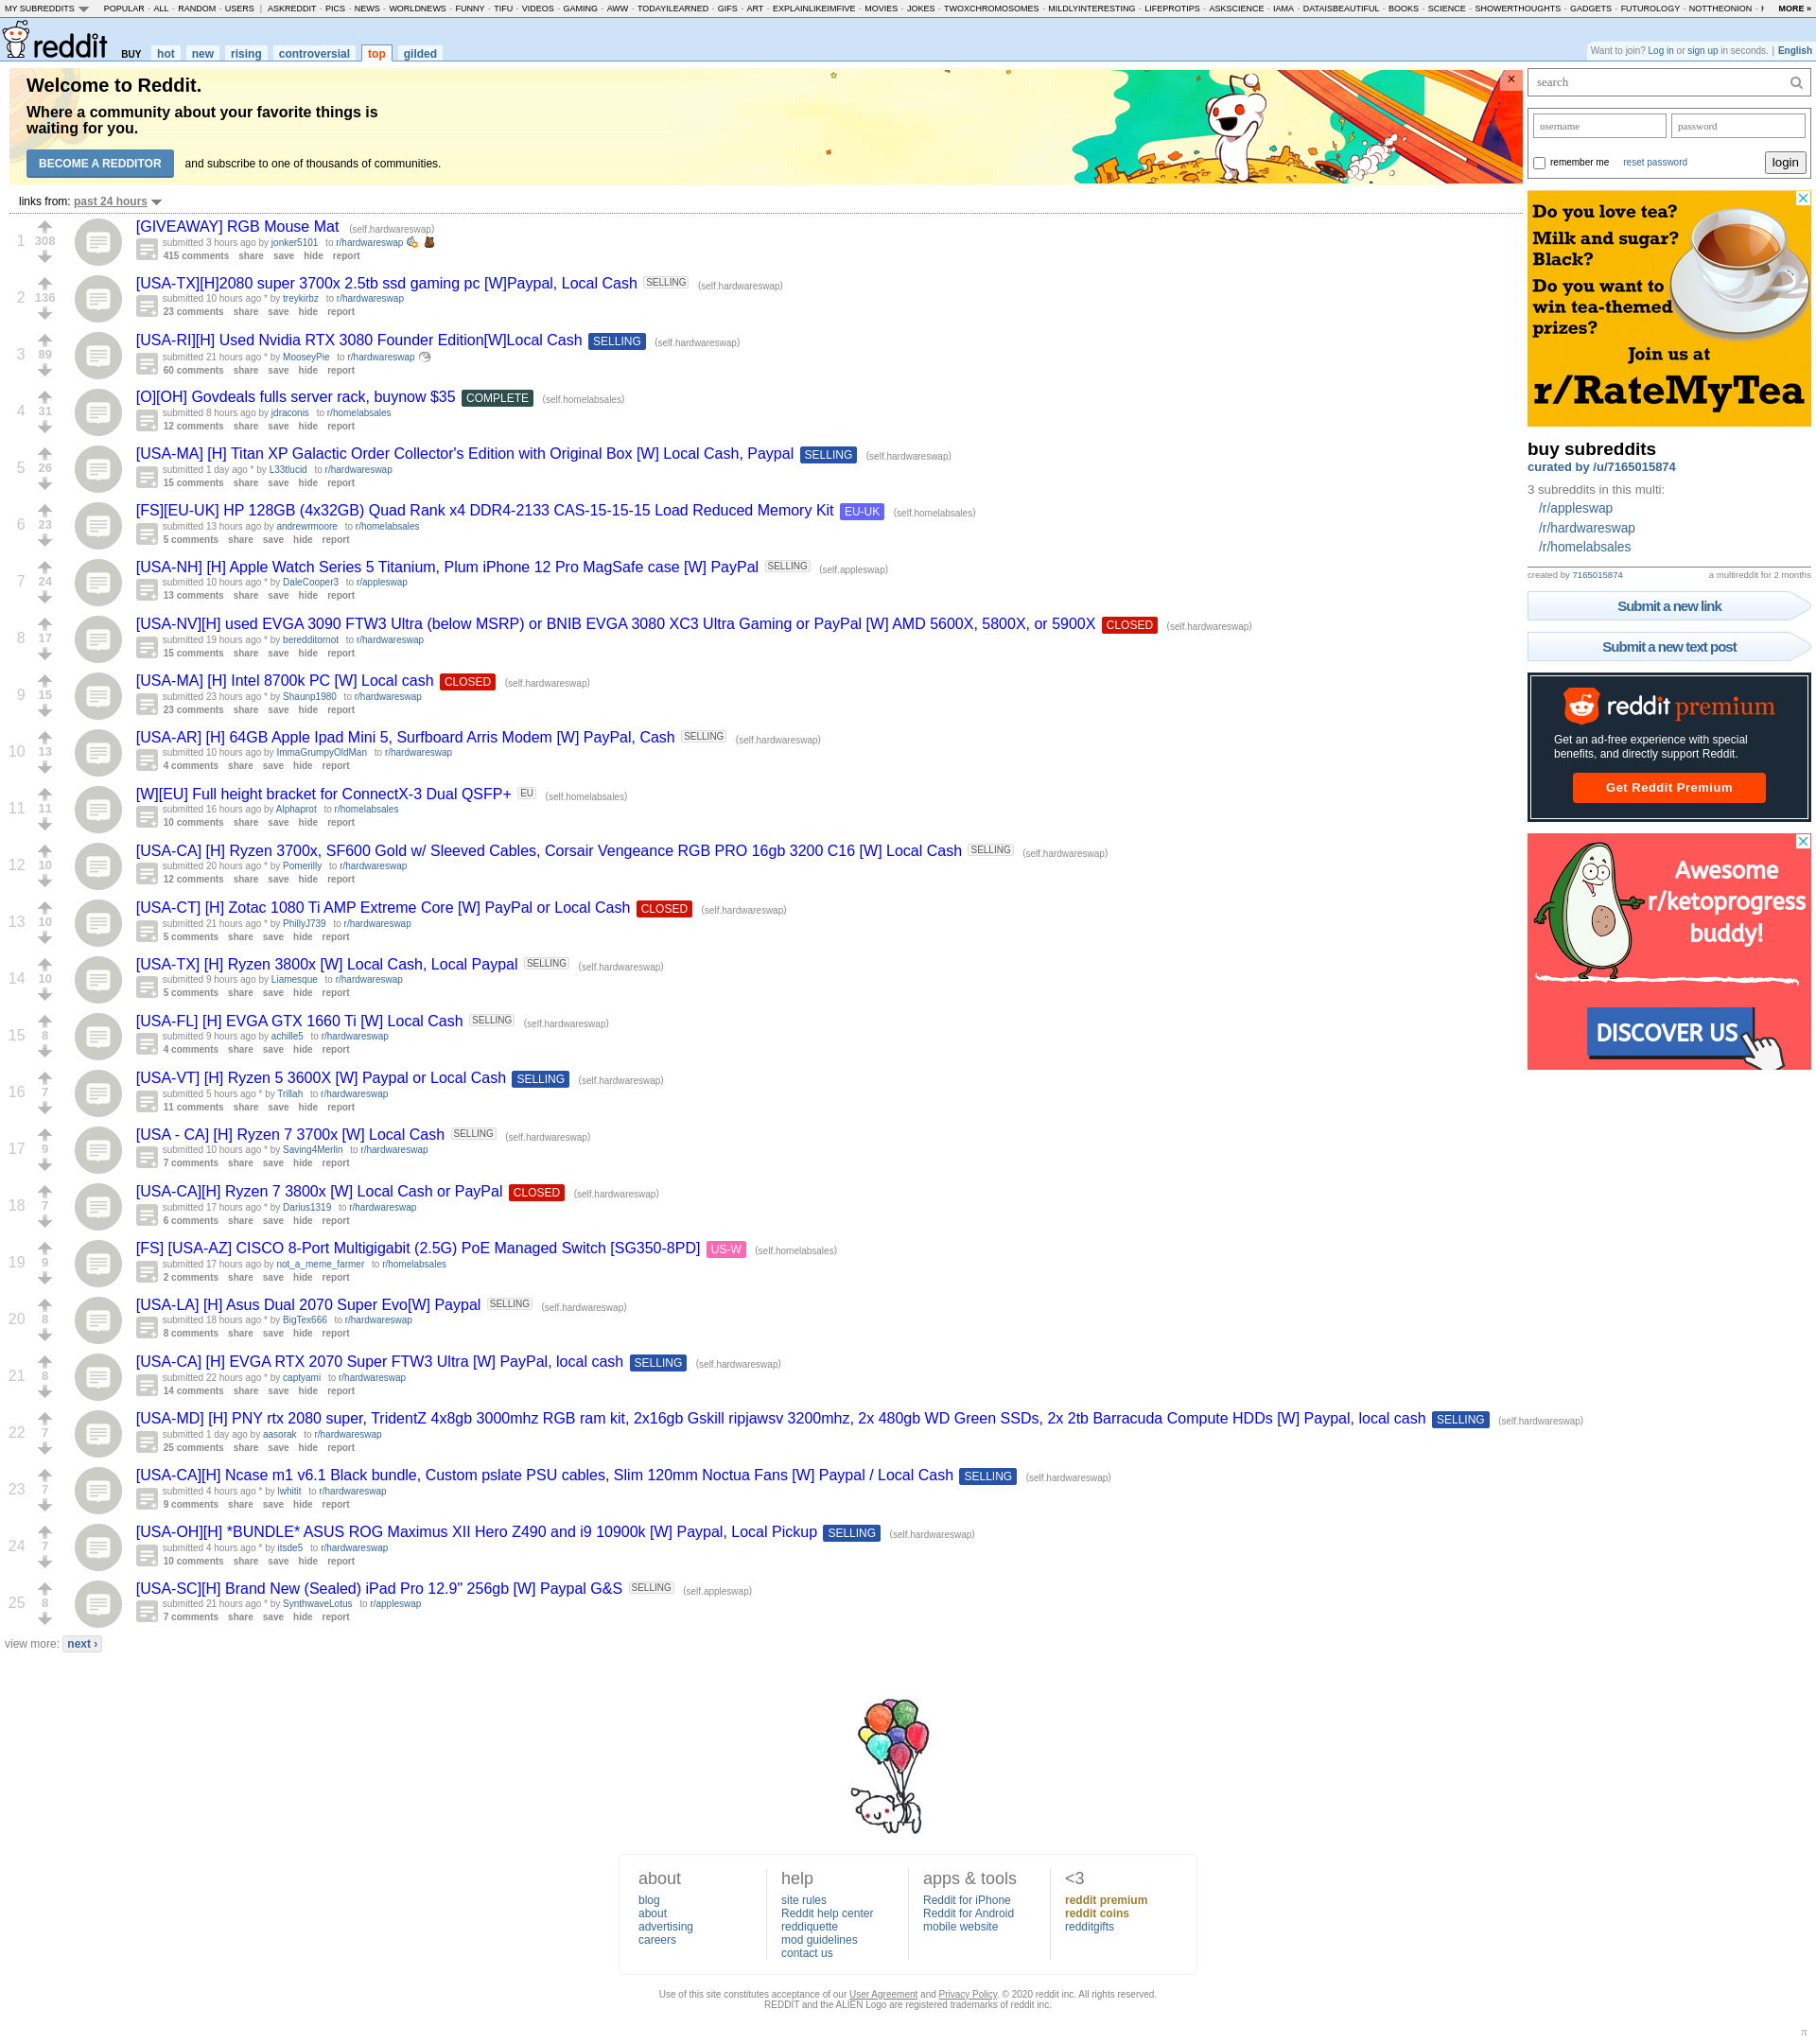 MY SUBREDDITS POPULAR - ALL - RANDOM - USERS | ASKREDDIT - PICS - NEWS - WORLDNEWS - FUNNY - TIFU - VIDEOS - GAMING - AWW - TODAYILEARNED - GIFS - ART - EXPLAINLIKEIMFIVE - MOVIES - JOKES - TWOXCHROMOSOMES - MILDLYINTERESTING - LIFEPROTIPS - ASKSCIENCE - IAMA - DATAISBEAUTIFUL - BOOKS - SCIENCE - SHOWERTHOUGHTS - GADGETS - FUTUROLOGY - NOTTHEONION - MORE »
reddit BUY hot new rising controversial top gilded
Want to join? Log in or sign up in seconds. | English
Welcome to Reddit.
Where a community about your favorite things is
waiting for you.
BECOME A REDDITOR and subscribe to one of thousands of communities.
links from: past 24 hours
1 308 [GIVEAWAY] RGB Mouse Mat (self.hardwareswap)
submitted 3 hours ago by jonker5101 to r/hardwareswap
415 comments share save hide report
2 136 [USA-TX][H]2080 super 3700x 2.5tb ssd gaming pc [W]Paypal, Local Cash SELLING (self.hardwareswap)
submitted 10 hours ago * by treykirbz to r/hardwareswap
23 comments share save hide report
3 89 [USA-RI][H] Used Nvidia RTX 3080 Founder Edition[W]Local Cash SELLING (self.hardwareswap)
submitted 21 hours ago * by MooseyPie to r/hardwareswap
60 comments share save hide report
4 31 [O][OH] Govdeals fulls server rack, buynow $35 COMPLETE (self.homelabsales)
submitted 8 hours ago by jdraconis to r/homelabsales
12 comments share save hide report
5 26 [USA-MA] [H] Titan XP Galactic Order Collector's Edition with Original Box [W] Local Cash, Paypal SELLING (self.hardwareswap)
submitted 1 day ago * by L33tlucid to r/hardwareswap
15 comments share save hide report
6 23 [FS][EU-UK] HP 128GB (4x32GB) Quad Rank x4 DDR4-2133 CAS-15-15-15 Load Reduced Memory Kit EU-UK (self.homelabsales)
submitted 13 hours ago by andrewrmoore to r/homelabsales
5 comments share save hide report
7 24 [USA-NH] [H] Apple Watch Series 5 Titanium, Plum iPhone 12 Pro MagSafe case [W] PayPal SELLING (self.appleswap)
submitted 10 hours ago * by DaleCooper3 to r/appleswap
13 comments share save hide report
8 17 [USA-NV][H] used EVGA 3090 FTW3 Ultra (below MSRP) or BNIB EVGA 3080 XC3 Ultra Gaming or PayPal [W] AMD 5600X, 5800X, or 5900X CLOSED (self.hardwareswap)
submitted 19 hours ago * by beredditornot to r/hardwareswap
15 comments share save hide report
9 15 [USA-MA] [H] Intel 8700k PC [W] Local cash CLOSED (self.hardwareswap)
submitted 23 hours ago * by Shaunp1980 to r/hardwareswap
23 comments share save hide report
10 13 [USA-AR] [H] 64GB Apple Ipad Mini 5, Surfboard Arris Modem [W] PayPal, Cash SELLING (self.hardwareswap)
submitted 10 hours ago by ImmaGrumpyOldMan to r/hardwareswap
4 comments share save hide report
11 11 [W][EU] Full height bracket for ConnectX-3 Dual QSFP+ EU (self.homelabsales)
submitted 16 hours ago by Alphaprot to r/homelabsales
10 comments share save hide report
12 10 [USA-CA] [H] Ryzen 3700x, SF600 Gold w/ Sleeved Cables, Corsair Vengeance RGB PRO 16gb 3200 C16 [W] Local Cash SELLING (self.hardwareswap)
submitted 20 hours ago by Pomerilly to r/hardwareswap
12 comments share save hide report
13 10 [USA-CT] [H] Zotac 1080 Ti AMP Extreme Core [W] PayPal or Local Cash CLOSED (self.hardwareswap)
submitted 21 hours ago * by PhillyJ739 to r/hardwareswap
5 comments share save hide report
14 10 [USA-TX] [H] Ryzen 3800x [W] Local Cash, Local Paypal SELLING (self.hardwareswap)
submitted 9 hours ago by Liamesque to r/hardwareswap
5 comments share save hide report
15 8 [USA-FL] [H] EVGA GTX 1660 Ti [W] Local Cash SELLING (self.hardwareswap)
submitted 9 hours ago by achille5 to r/hardwareswap
4 comments share save hide report
16 7 [USA-VT] [H] Ryzen 5 3600X [W] Paypal or Local Cash SELLING (self.hardwareswap)
submitted 5 hours ago * by Trillah to r/hardwareswap
11 comments share save hide report
17 9 [USA - CA] [H] Ryzen 7 3700x [W] Local Cash SELLING (self.hardwareswap)
submitted 10 hours ago * by Saving4Merlin to r/hardwareswap
7 comments share save hide report
18 7 [USA-CA][H] Ryzen 7 3800x [W] Local Cash or PayPal CLOSED (self.hardwareswap)
submitted 17 hours ago * by Darius1319 to r/hardwareswap
6 comments share save hide report
19 9 [FS] [USA-AZ] CISCO 8-Port Multigigabit (2.5G) PoE Managed Switch [SG350-8PD] US-W (self.homelabsales)
submitted 17 hours ago by not_a_meme_farmer to r/homelabsales
2 comments share save hide report
20 8 [USA-LA] [H] Asus Dual 2070 Super Evo[W] Paypal SELLING (self.hardwareswap)
submitted 18 hours ago * by BigTex666 to r/hardwareswap
8 comments share save hide report
21 8 [USA-CA] [H] EVGA RTX 2070 Super FTW3 Ultra [W] PayPal, local cash SELLING (self.hardwareswap)
submitted 22 hours ago * by captyami to r/hardwareswap
14 comments share save hide report
22 7 [USA-MD] [H] PNY rtx 2080 super, TridentZ 4x8gb 3000mhz RGB ram kit, 2x16gb Gskill ripjawsv 3200mhz, 2x 480gb WD Green SSDs, 2x 2tb Barracuda Compute HDDs [W] Paypal, local cash SELLING (self.hardwareswap)
submitted 1 day ago by aasorak to r/hardwareswap
25 comments share save hide report
23 7 [USA-CA][H] Ncase m1 v6.1 Black bundle, Custom pslate PSU cables, Slim 120mm Noctua Fans [W] Paypal / Local Cash SELLING (self.hardwareswap)
submitted 4 hours ago * by lwhitit to r/hardwareswap
9 comments share save hide report
24 7 [USA-OH][H] *BUNDLE* ASUS ROG Maximus XII Hero Z490 and i9 10900k [W] Paypal, Local Pickup SELLING (self.hardwareswap)
submitted 4 hours ago * by itsde5 to r/hardwareswap
10 comments share save hide report
25 8 [USA-SC][H] Brand New (Sealed) iPad Pro 12.9" 256gb [W] Paypal G&S SELLING (self.appleswap)
submitted 21 hours ago * by SynthwaveLotus to r/appleswap
7 comments share save hide report
view more: next ›
search
username password
remember me reset password login
Do you love tea?
Milk and sugar?
Black?
Do you want to
win tea-themed
prizes?
Join us at
r/RateMyTea
buy subreddits
curated by /u/7165015874
3 subreddits in this multi:
/r/appleswap
/r/hardwareswap
/r/homelabsales
created by 7165015874 a multireddit for 2 months
Submit a new link
Submit a new text post
reddit premium
Get an ad-free experience with special
benefits, and directly support Reddit.
Get Reddit Premium
Awesome
r/ketoprogress
buddy!
DISCOVER US
about help apps & tools <3
blog site rules Reddit for iPhone reddit premium
about Reddit help center Reddit for Android reddit coins
advertising reddiquette mobile website redditgifts
careers mod guidelines
contact us
Use of this site constitutes acceptance of our User Agreement and Privacy Policy. © 2020 reddit inc. All rights reserved.
REDDIT and the ALIEN Logo are registered trademarks of reddit inc.
π